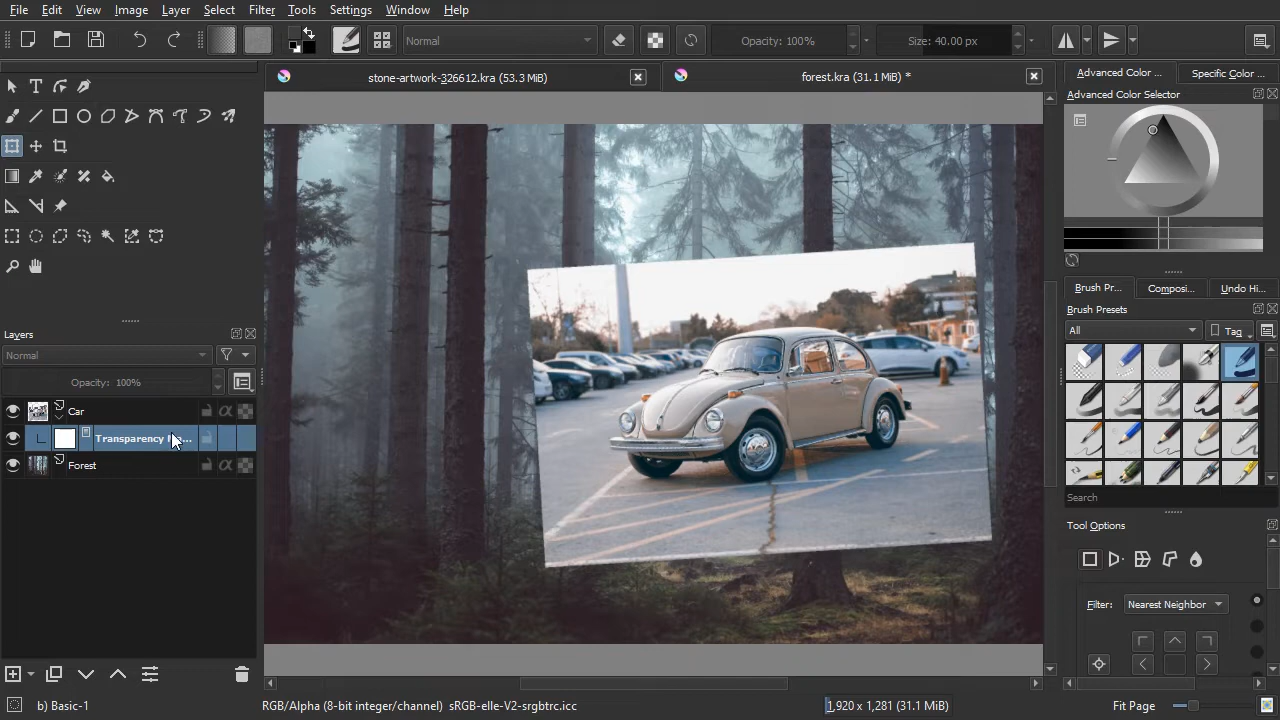 File Edit View Image Layer Select Filter Tools Settings Window Help
Normal
Opacity: 100%
Size: 40.00 px
stone-artwork-326612.kra (53.3 MiB)
forest.kra (31.1 MiB) *
Advanced Color ...
Specific Color ...
Advanced Color Selector
Layers
Normal
Opacity: 100%
Car
Transparency
Forest
Brush Pr...
Composi...
Undo Hi...
Brush Presets
All
Tag
Search
Tool Options
Filter:
Nearest Neighbor
b) Basic-1
RGB/Alpha (8-bit integer/channel) sRGB-elle-V2-srgbtrc.icc
1,920 x 1,281 (31.1 MiB)
Fit Page